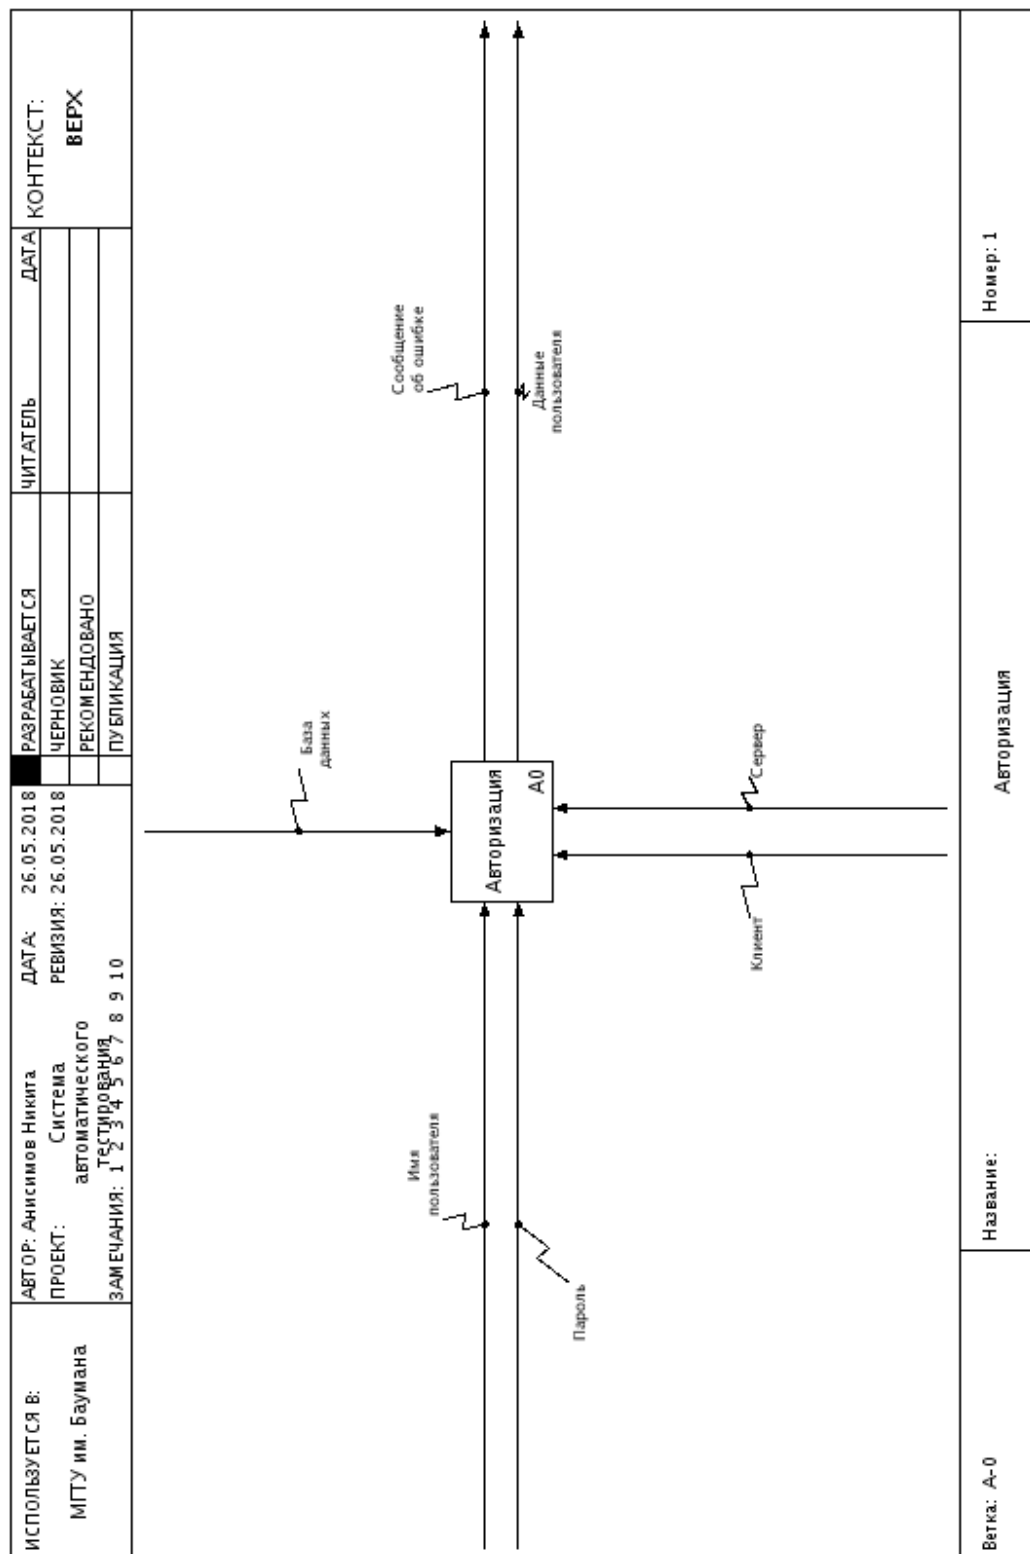 ИСПОЛЬЗУЕТСЯ В:
МГТУ им. Баумана
АВТОР: Анисимов Никита
ДАТА: 26.05.2018
ПРОЕКТ: Система
автоматического
тестирования
РЕВИЗИЯ: 26.05.2018
ЗАМЕЧАНИЯ: 1 2 3 4 5 6 7 8 9 10
РАЗРАБАТЫВАЕТСЯ
ЧЕРНОВИК
РЕКОМЕНДОВАНО
ПУБЛИКАЦИЯ
ЧИТАТЕЛЬ
ДАТА
КОНТЕКСТ:
ВЕРХ
База
данных
Имя
пользователя
Пароль
Авторизация
A0
Сообщение
об ошибке
Данные
пользователя
Клиент
Сервер
Ветка: A-0
Название:
Авторизация
Номер: 1